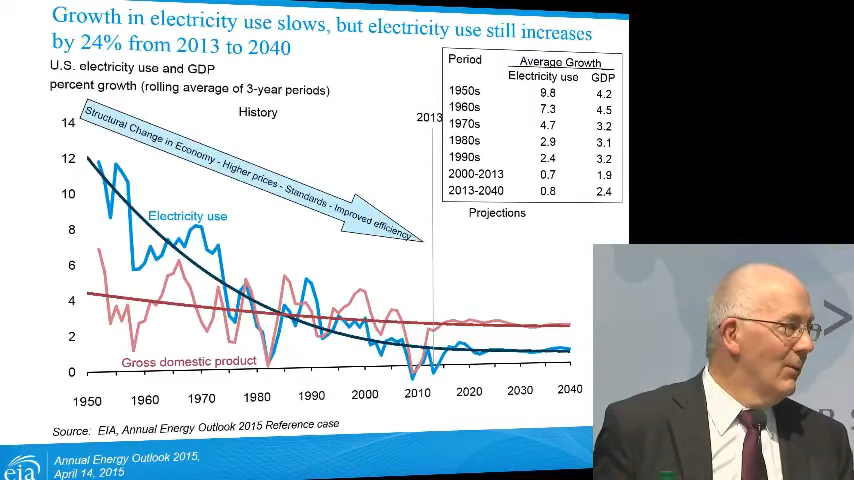 Growth in electricity use slows, but electricity use still increases
by 24% from 2013 to 2040
U.S. electricity use and GDP
percent growth (rolling average of 3-year periods)
Period Average Growth
Electricity use GDP
1950s 9.8 4.2
1960s 7.3 4.5
1970s 4.7 3.2
1980s 2.9 3.1
1990s 2.4 3.2
2000-2013 0.7 1.9
2013-2040 0.8 2.4
History
2013
Projections
Structural Change in Economy - Higher prices - Standards - Improved efficiency
14
12
10
8
6
4
2
0
Electricity use
Gross domestic product
1950 1960 1970 1980 1990 2000 2010 2020 2030 2040
Source: EIA, Annual Energy Outlook 2015 Reference case
eia
Annual Energy Outlook 2015,
April 14, 2015